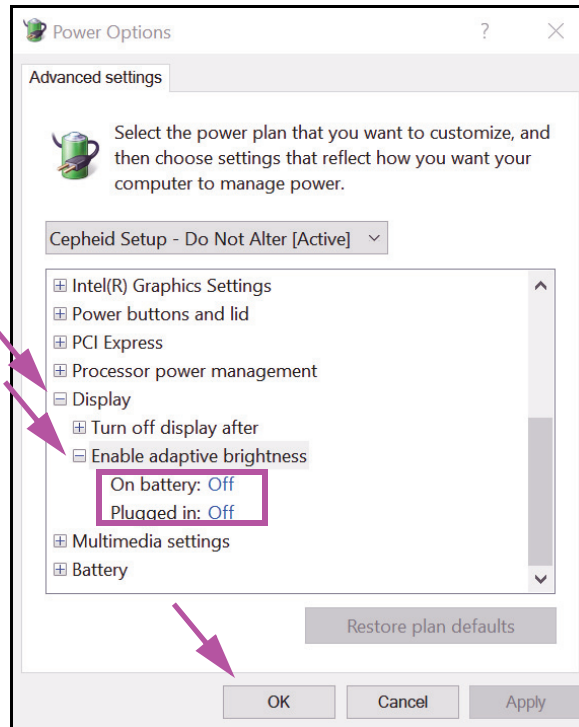 Power Options ?
Advanced settings
Select the power plan that you want to customize, and
then choose settings that reflect how you want your
computer to manage power.
Cepheid Setup - Do Not Alter [Active]
Intel(R) Graphics Settings
Power buttons and lid
PCI Express
Processor power management
Display
Turn off display after
Enable adaptive brightness
On battery: Off
Plugged in: Off
Multimedia settings
Battery
Restore plan defaults
OK Cancel Apply